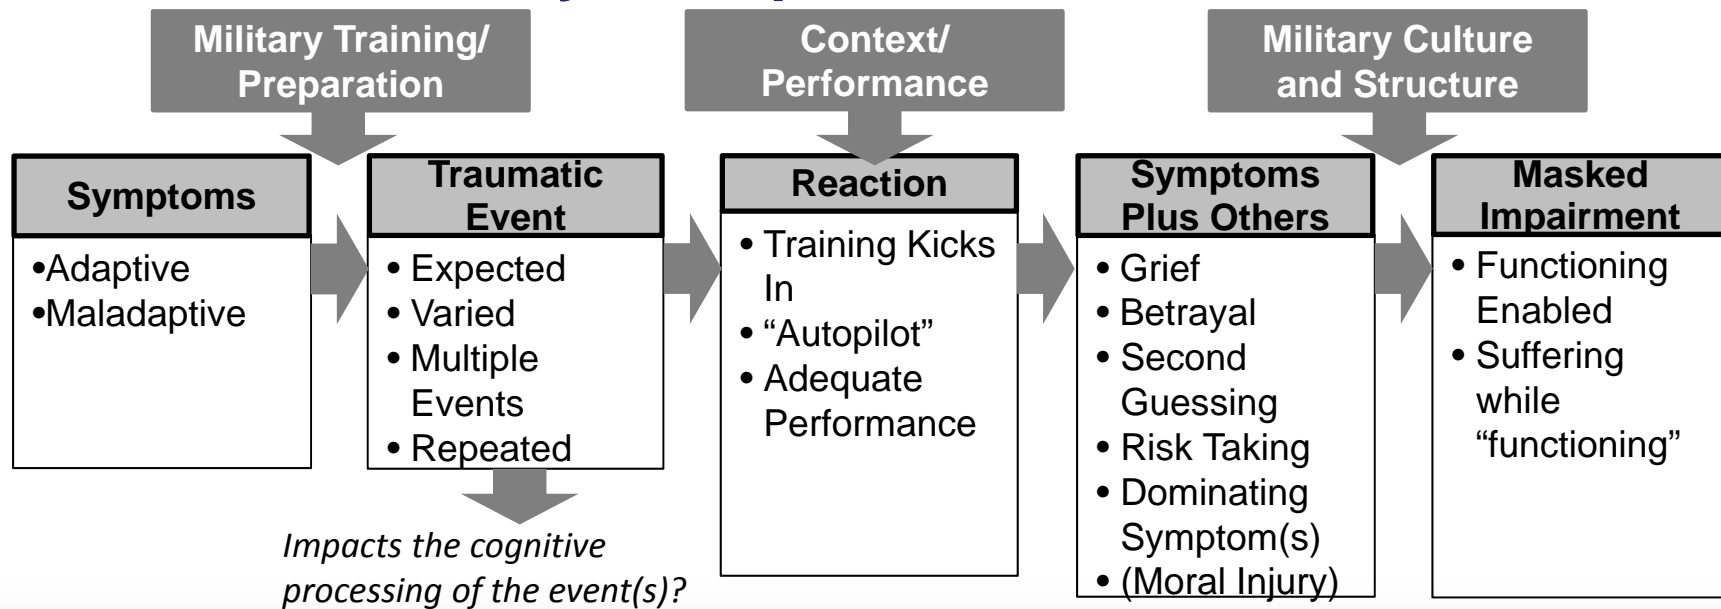 Military Training/
Preparation
Context/
Performance
Military Culture
and Structure
Symptoms
•Adaptive
•Maladaptive
Traumatic
Event
• Expected
• Varied
• Multiple
Events
• Repeated
Impacts the cognitive
processing of the event(s)?
Reaction
• Training Kicks
In
• “Autopilot”
• Adequate
Performance
Symptoms
Plus Others
• Grief
• Betrayal
• Second
Guessing
• Risk Taking
• Dominating
Symptom(s)
• (Moral Injury)
Masked
Impairment
• Functioning
Enabled
• Suffering
while
“functioning”